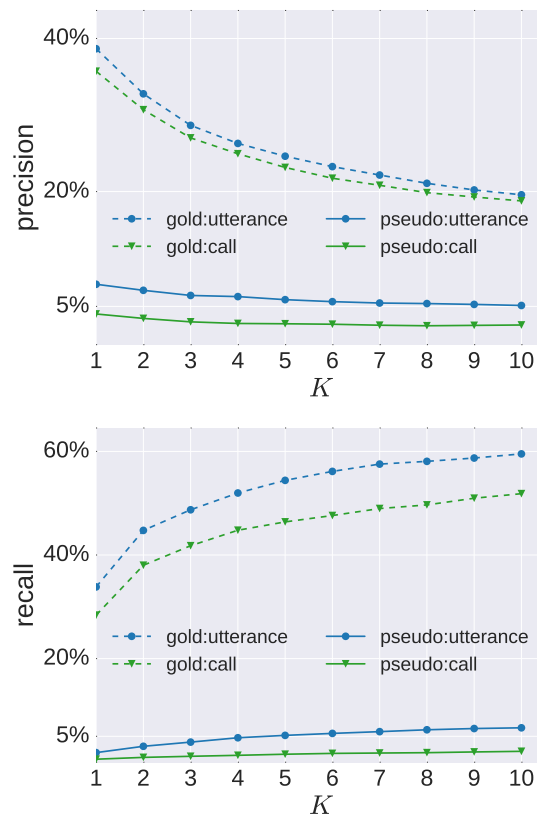 40%
20%
5%
precision
gold:utterance pseudo:utterance
gold:call pseudo:call
1 2 3 4 5 6 7 8 9 10
K
60%
40%
20%
5%
recall
gold:utterance pseudo:utterance
gold:call pseudo:call
1 2 3 4 5 6 7 8 9 10
K